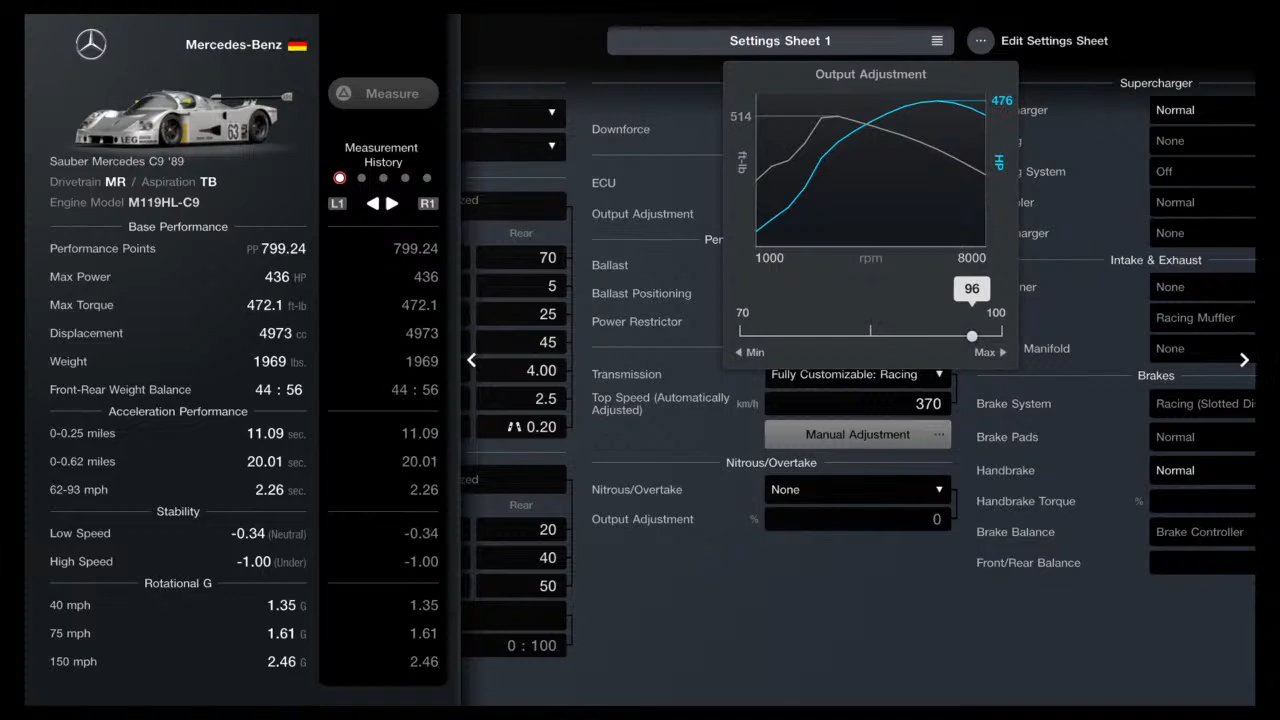 Mercedes-Benz
Sauber Mercedes C9 '89
Drivetrain MR / Aspiration TB
Engine Model M119HL-C9
Base Performance
Performance Points PP 799.24
Max Power 436 HP
Max Torque 472.1 ft-lb
Displacement 4973 cc
Weight 1969 lbs.
Front-Rear Weight Balance 44 : 56
Acceleration Performance
0-0.25 miles 11.09 sec.
0-0.62 miles 20.01 sec.
62-93 mph 2.26 sec.
Stability
Low Speed -0.34 (Neutral)
High Speed -1.00 (Under)
Rotational G
40 mph 1.35 G
75 mph 1.61 G
150 mph 2.46 G
Measure
Measurement
History
L1 R1
799.24
436
472.1
4973
1969
44 : 56
11.09
20.01
2.26
-0.34
-1.00
1.35
1.61
2.46
zed
Rear
70
5
25
45
4.00
2.5
0.20
zed
Rear
20
40
50
0 : 100
Settings Sheet 1
Edit Settings Sheet
Downforce
ECU
Output Adjustment
Per
Ballast
Ballast Positioning
Power Restrictor
Transmission Fully Customizable: Racing
Top Speed (Automatically
Adjusted) km/h 370
Manual Adjustment
Nitrous/Overtake
Nitrous/Overtake None
Output Adjustment % 0
Output Adjustment
514
476
ft-lb
HP
1000 rpm 8000
96
70 100
Min Max
Supercharger
rger Normal
g None
g System Off
ler Normal
arger None
Intake & Exhaust
ner None
Racing Muffler
Manifold None
Brakes
Brake System Racing (Slotted Di
Brake Pads Normal
Handbrake Normal
Handbrake Torque %
Brake Balance Brake Controller
Front/Rear Balance